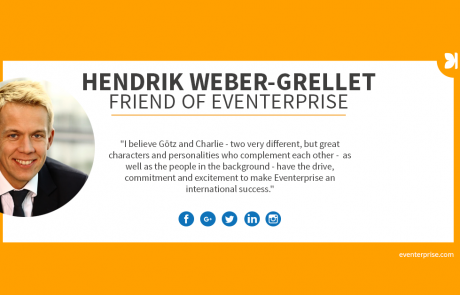 HENDRIK WEBER-GRELLET
FRIEND OF EVENTERPRISE
"I believe Götz and Charlie - two very different, but great
characters and personalities who complement each other - as
well as the people in the background - have the drive,
commitment and excitement to make Eventerprise an
international success."
eventerprise.com